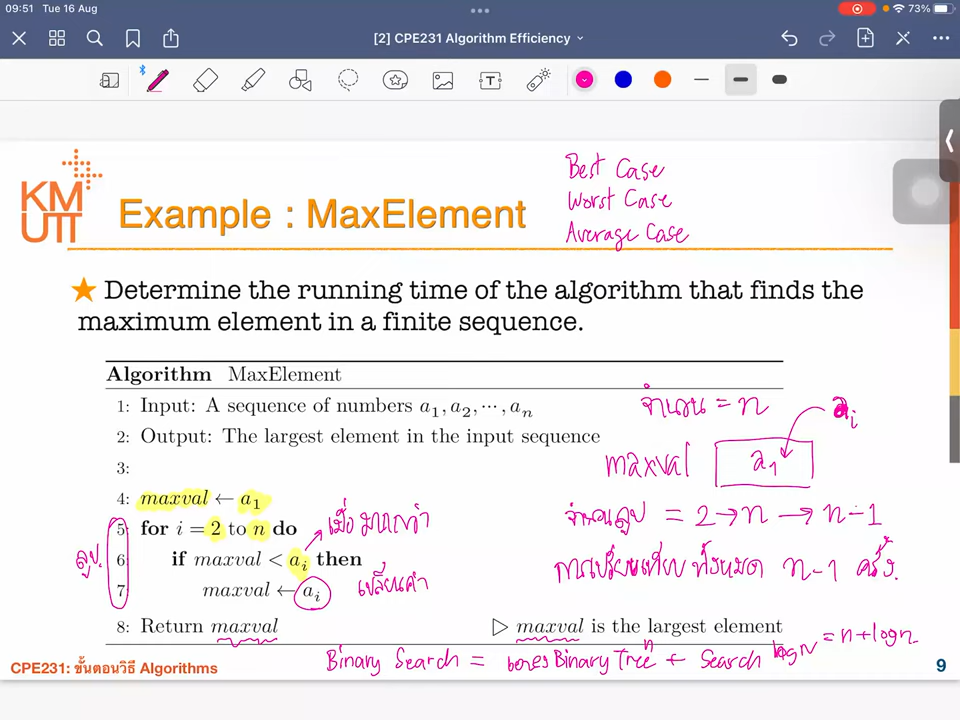 09:51 Tue 16 Aug
73%
[2] CPE231 Algorithm Efficiency
T
KM
UTT
Example : MaxElement
Best Case
Worst Case
Average Case
Determine the running time of the algorithm that finds the
maximum element in a finite sequence.
Algorithm MaxElement
1: Input: A sequence of numbers a₁, a₂, ⋯, aₙ
จำนวน = n
aᵢ
2: Output: The largest element in the input sequence
3:
maxval a₁
4: maxval ← a₁
5: for i = 2 to n do
เมื่อมากกว่า
จำนวนลูป = 2 → n → n-1
ลูป
6: if maxval < aᵢ then
การเปรียบเทียบทั้งหมด n-1 ครั้ง
7: maxval ← aᵢ
เปลี่ยนค่า
8: Return maxval
▷ maxval is the largest element
Binary Search = Binary Tree n + Search log n = n + log n
CPE231: ขั้นตอนวิธี Algorithms
9